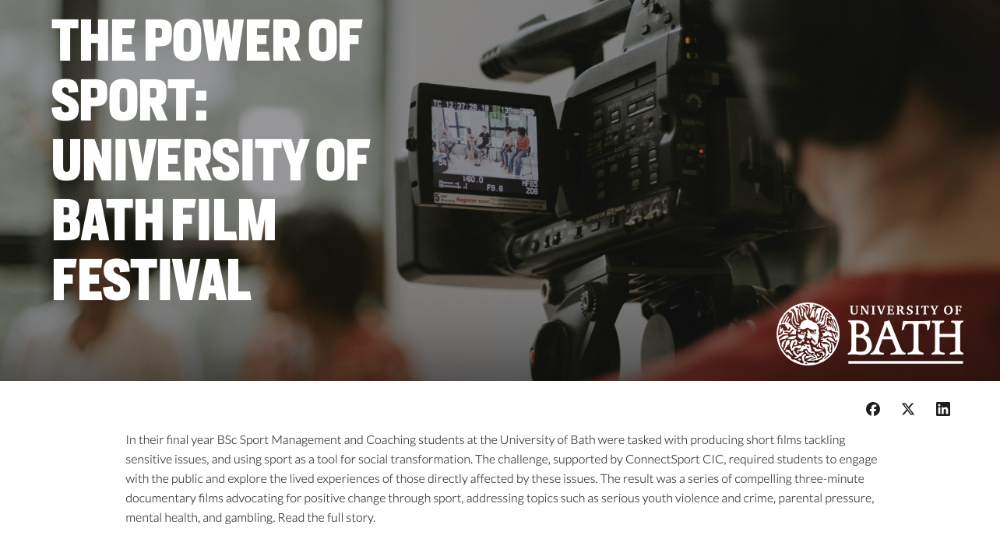 THE POWER OF
SPORT:
UNIVERSITY OF
BATH FILM
FESTIVAL
TC 12:37:28.18
1/60.0
F9.6
MF65
Z06
Register now!
UNIVERSITY OF
BATH
In their final year BSc Sport Management and Coaching students at the University of Bath were tasked with producing short films tackling
sensitive issues, and using sport as a tool for social transformation. The challenge, supported by ConnectSport CIC, required students to engage
with the public and explore the lived experiences of those directly affected by these issues. The result was a series of compelling three-minute
documentary films advocating for positive change through sport, addressing topics such as serious youth violence and crime, parental pressure,
mental health, and gambling. Read the full story.